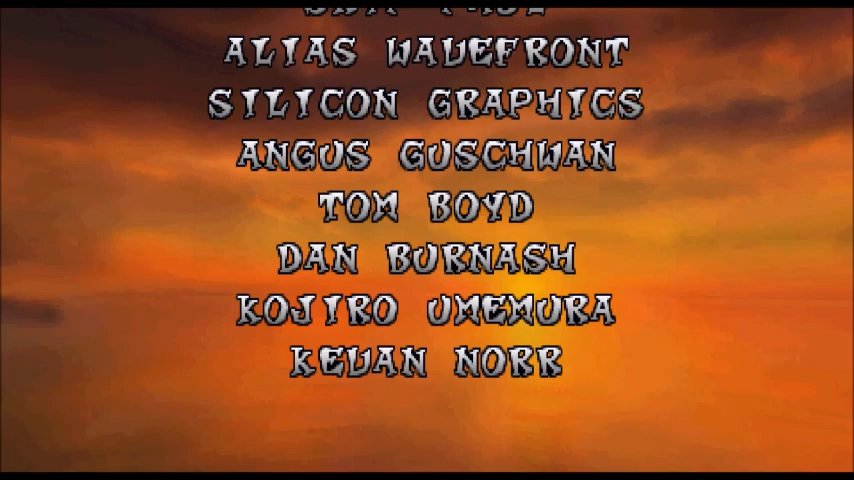 ALIAS WAVEFRONT
SILICON GRAPHICS
ANGUS GUSCHWAN
TOM BOYD
DAN BURNASH
KOJIRO UMEMURA
KEVAN NORR